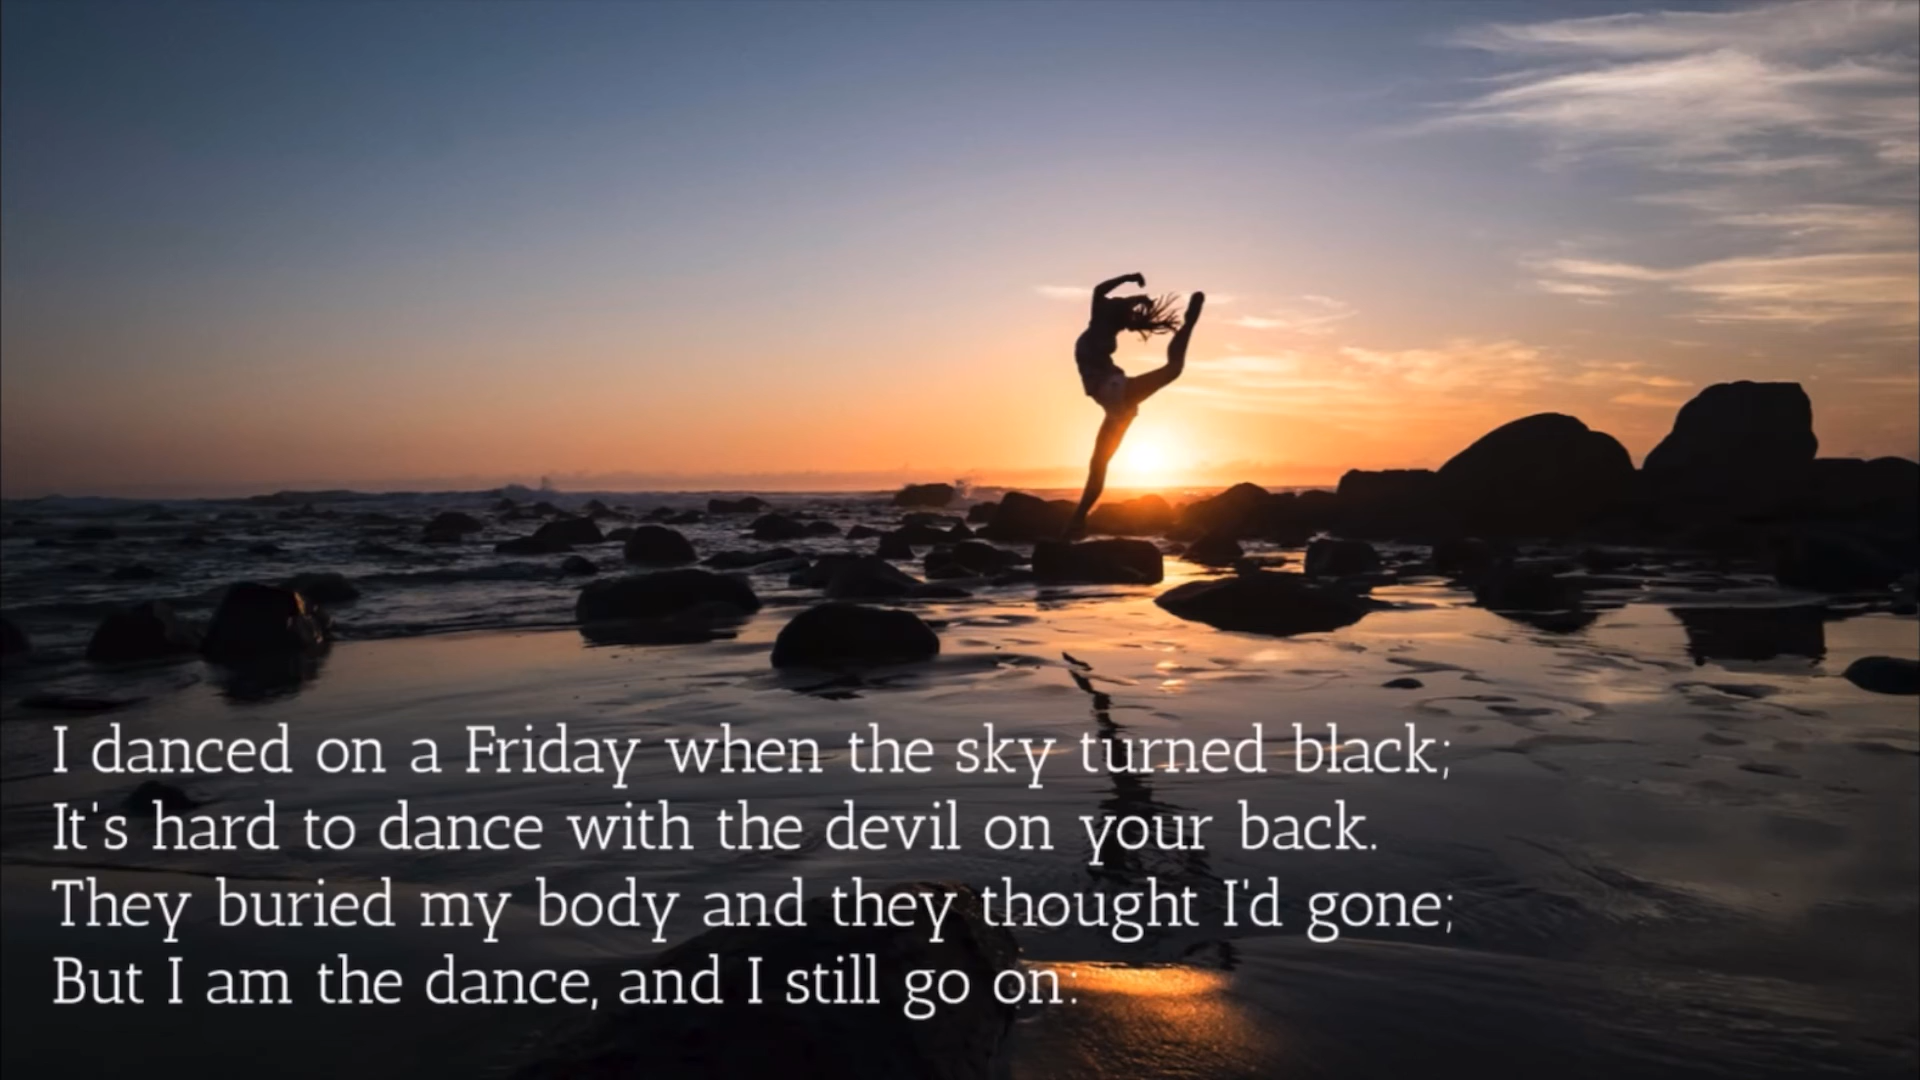 I danced on a Friday when the sky turned black;
It's hard to dance with the devil on your back.
They buried my body and they thought I'd gone;
But I am the dance, and I still go on: